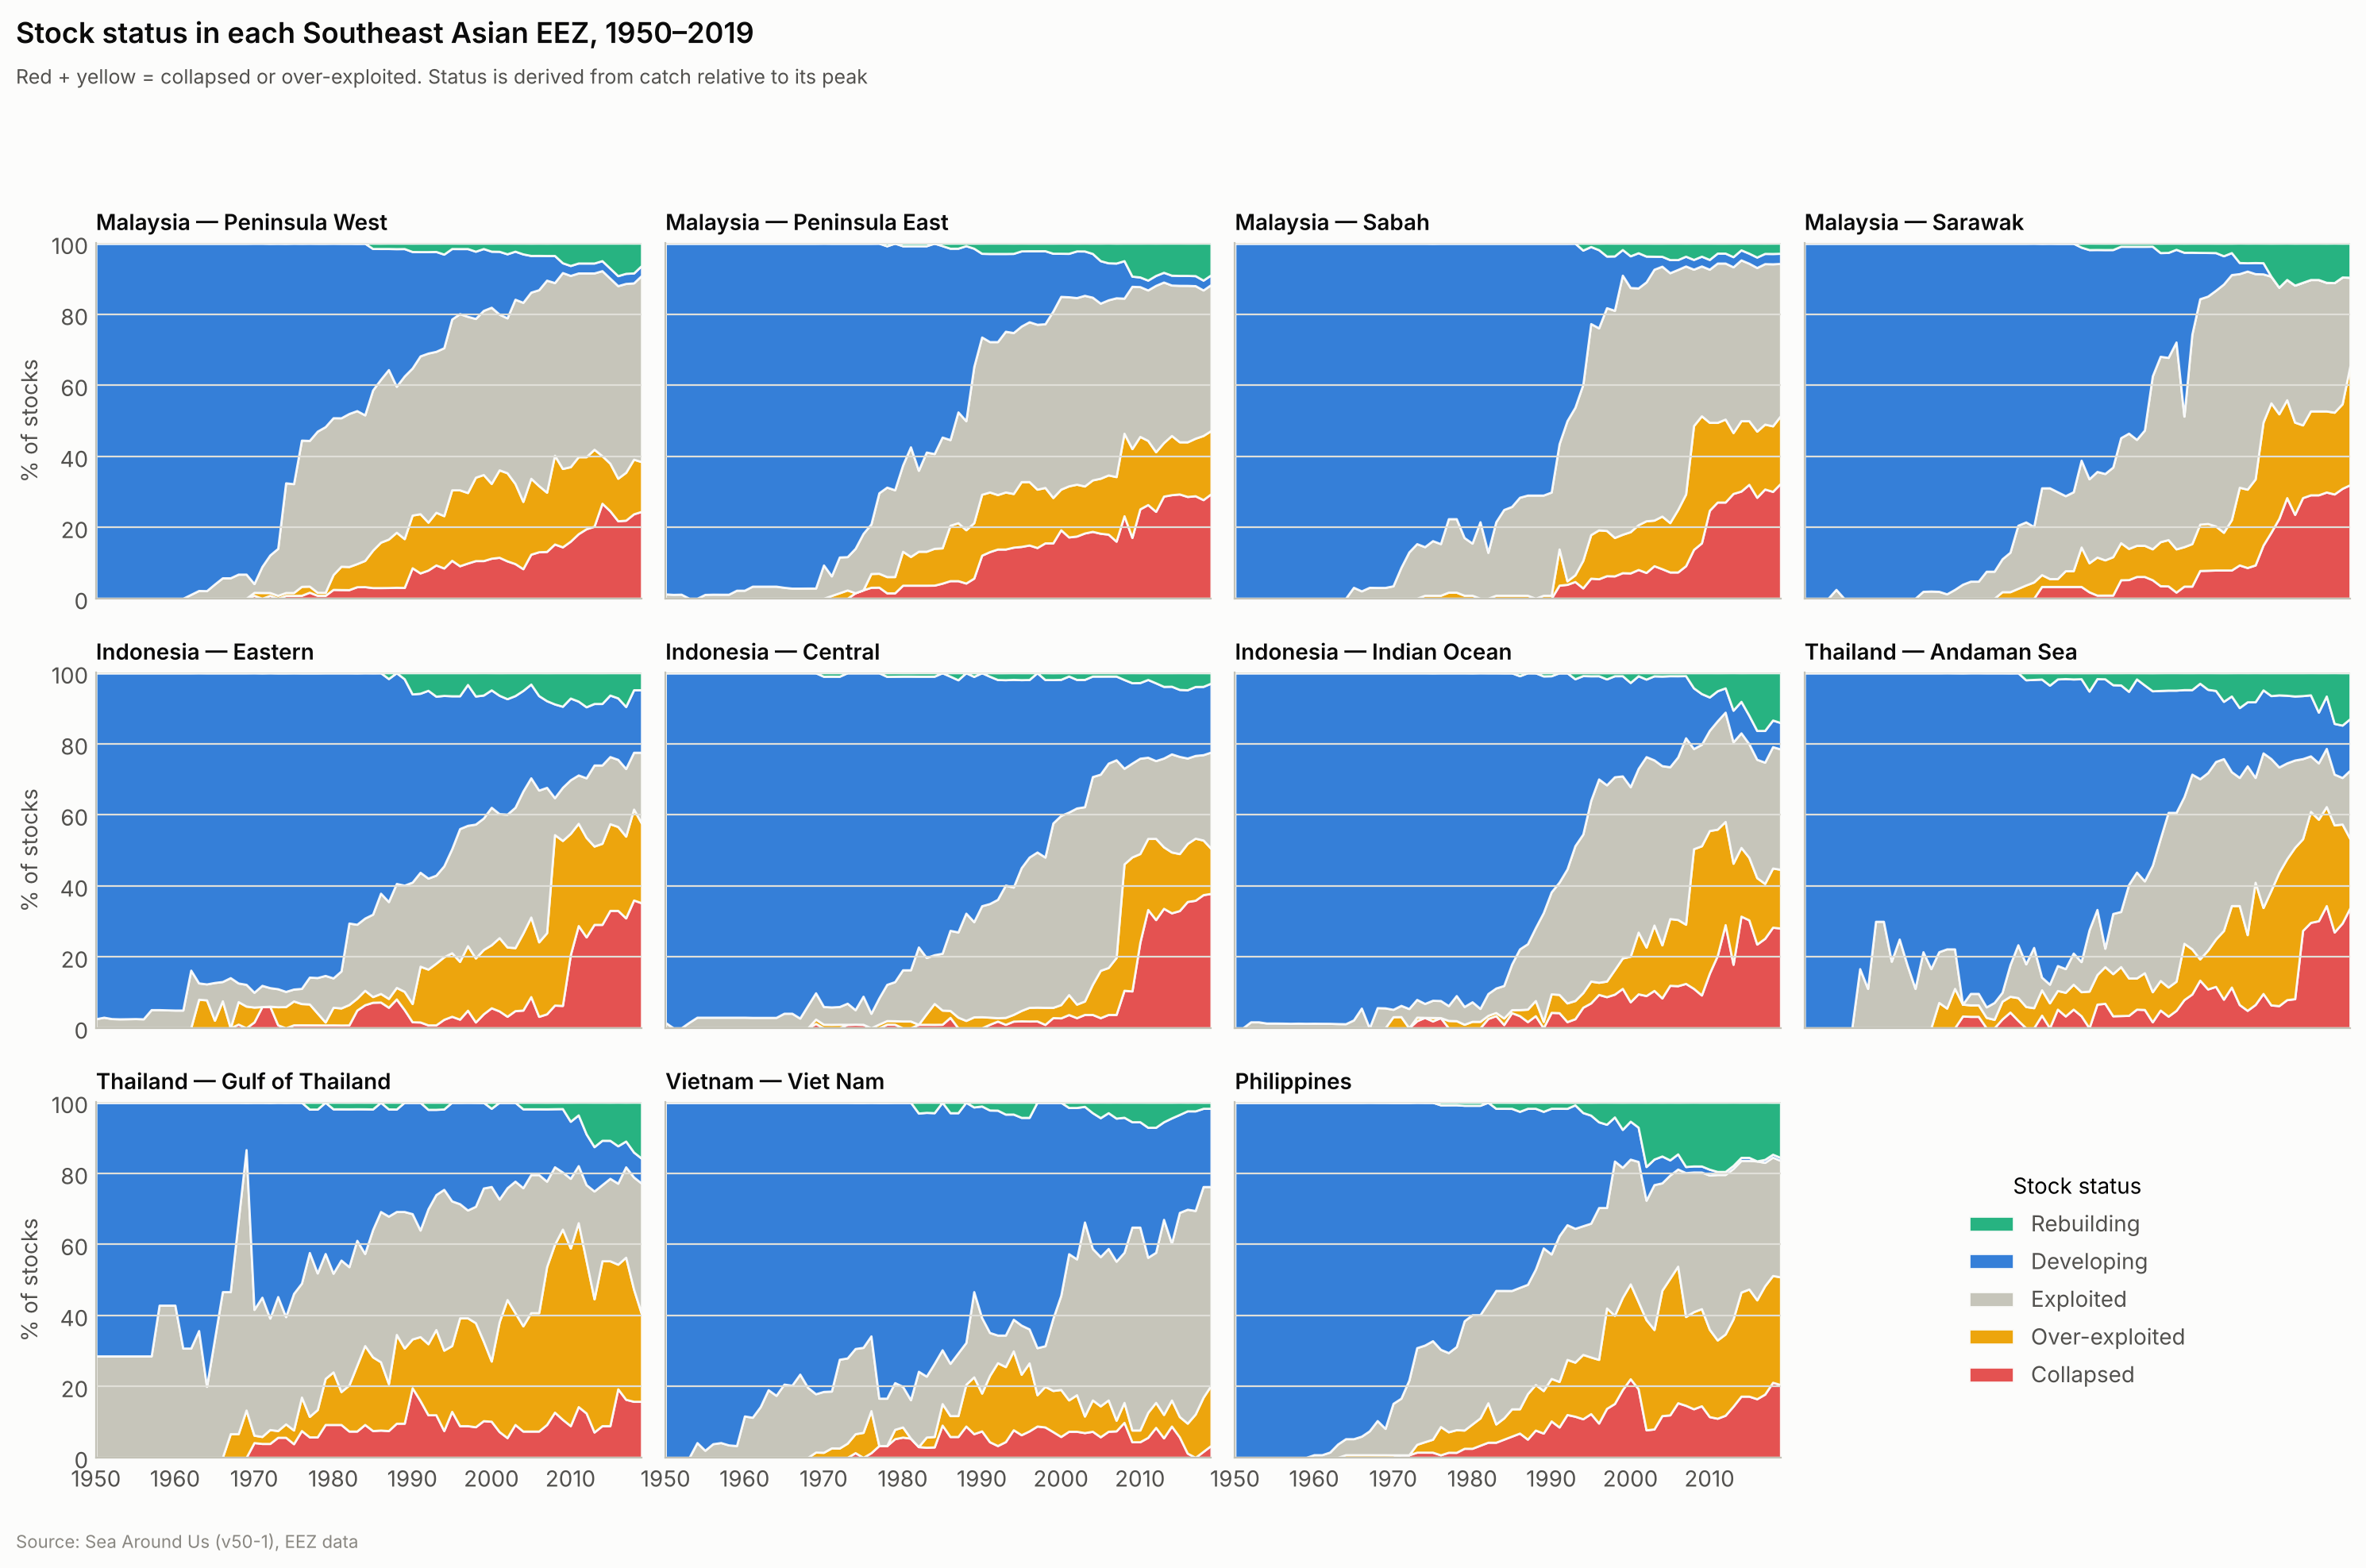 Stock status in each Southeast Asian EEZ, 1950–2019
Red + yellow = collapsed or over-exploited. Status is derived from catch relative to its peak
Malaysia — Peninsula West
Malaysia — Peninsula East
Malaysia — Sabah
Malaysia — Sarawak
100
80
60
40
20
0
% of stocks
Indonesia — Eastern
Indonesia — Central
Indonesia — Indian Ocean
Thailand — Andaman Sea
100
80
60
40
20
0
% of stocks
Thailand — Gulf of Thailand
Vietnam — Viet Nam
Philippines
100
80
60
40
20
0
% of stocks
1950 1960 1970 1980 1990 2000 2010
1950 1960 1970 1980 1990 2000 2010
1950 1960 1970 1980 1990 2000 2010
Stock status
Rebuilding
Developing
Exploited
Over-exploited
Collapsed
Source: Sea Around Us (v50-1), EEZ data